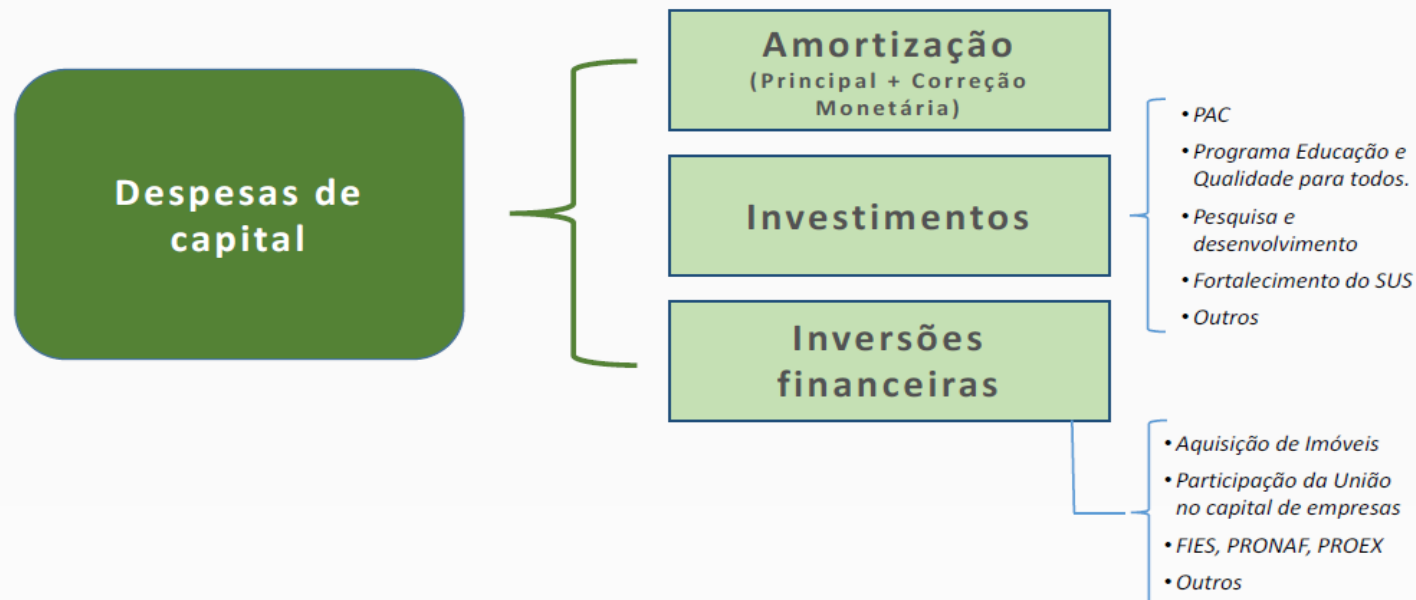 Despesas de
capital
Amortização
(Principal + Correção
Monetária)
Investimentos
Inversões
financeiras
• PAC
• Programa Educação e
Qualidade para todos.
• Pesquisa e
desenvolvimento
• Fortalecimento do SUS
• Outros
• Aquisição de Imóveis
• Participação da União
no capital de empresas
• FIES, PRONAF, PROEX
• Outros